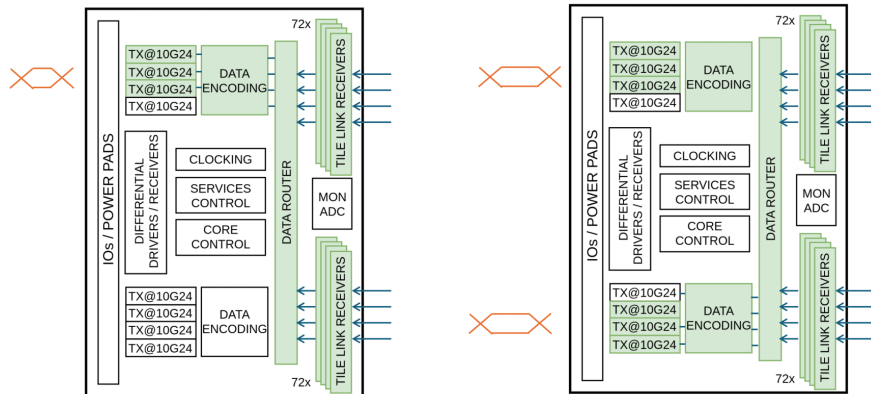 72x
IOs / POWER PADS
TX@10G24
TX@10G24
TX@10G24
TX@10G24
DATA
ENCODING
TILE LINK RECEIVERS
DIFFERENTIAL
DRIVERS / RECEIVERS
CLOCKING
SERVICES
CONTROL
CORE
CONTROL
DATA ROUTER
MON
ADC
TX@10G24
TX@10G24
TX@10G24
TX@10G24
DATA
ENCODING
TILE LINK RECEIVERS
72x
72x
IOs / POWER PADS
TX@10G24
TX@10G24
TX@10G24
TX@10G24
DATA
ENCODING
TILE LINK RECEIVERS
DIFFERENTIAL
DRIVERS / RECEIVERS
CLOCKING
SERVICES
CONTROL
CORE
CONTROL
DATA ROUTER
MON
ADC
TX@10G24
TX@10G24
TX@10G24
TX@10G24
DATA
ENCODING
TILE LINK RECEIVERS
72x